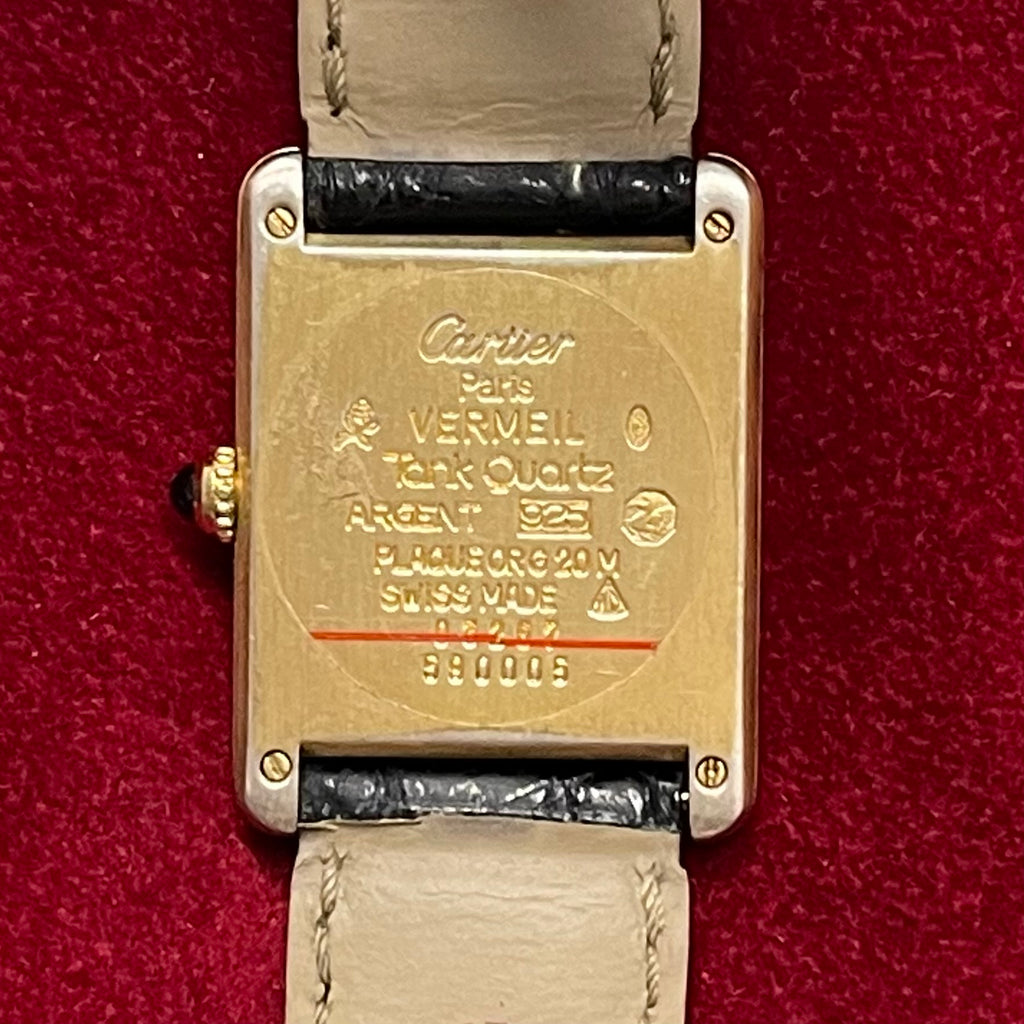 Cartier
Paris
VERMEIL
Tank Quartz
ARGENT 925
PLAQUE OR G 20 M
SWISS MADE
590005